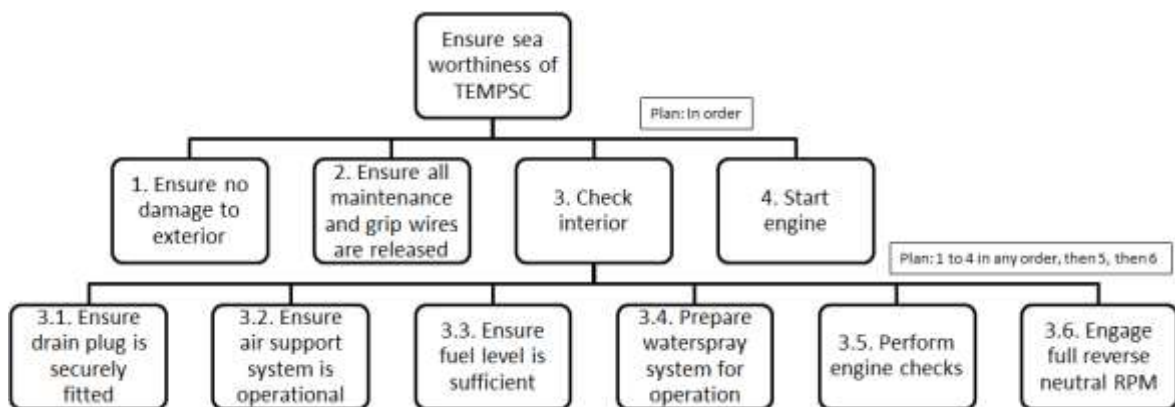 Ensure sea
worthiness of
TEMPSC
Plan: In order
1. Ensure no
damage to
exterior
2. Ensure all
maintenance
and grip wires
are released
3. Check
interior
4. Start
engine
Plan: 1 to 4 in any order, then 5, then 6
3.1. Ensure
drain plug is
securely
fitted
3.2. Ensure
air support
system is
operational
3.3. Ensure
fuel level is
sufficient
3.4. Prepare
waterspray
system for
operation
3.5. Perform
engine checks
3.6. Engage
full reverse
neutral RPM